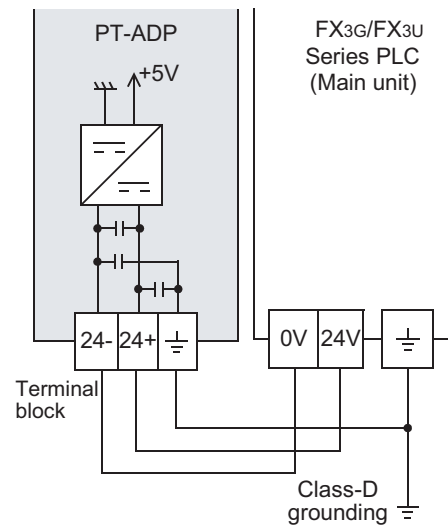 PT-ADP
+5V
FX3G/FX3U
Series PLC
(Main unit)
24-
24+
0V
24V
Terminal
block
Class-D
grounding